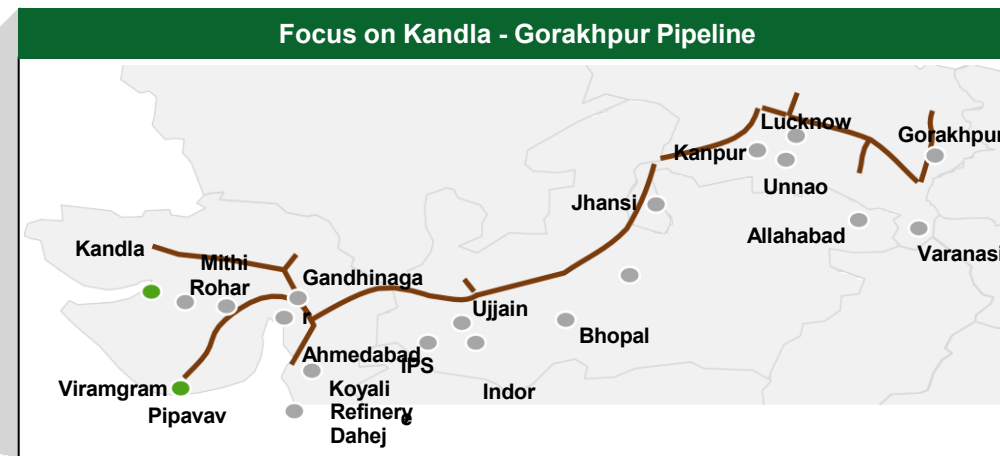 Focus on Kandla - Gorakhpur Pipeline
Lucknow
Gorakhpur
Kanpur
Unnao
Jhansi
Allahabad
Varanasi
Kandla
Mithi
Rohar
Gandhinaga
r
Ujjain
Bhopal
Ahmedabad
IPS
Indor
e
Viramgram
Pipavav
Koyali
Refinery
Dahej